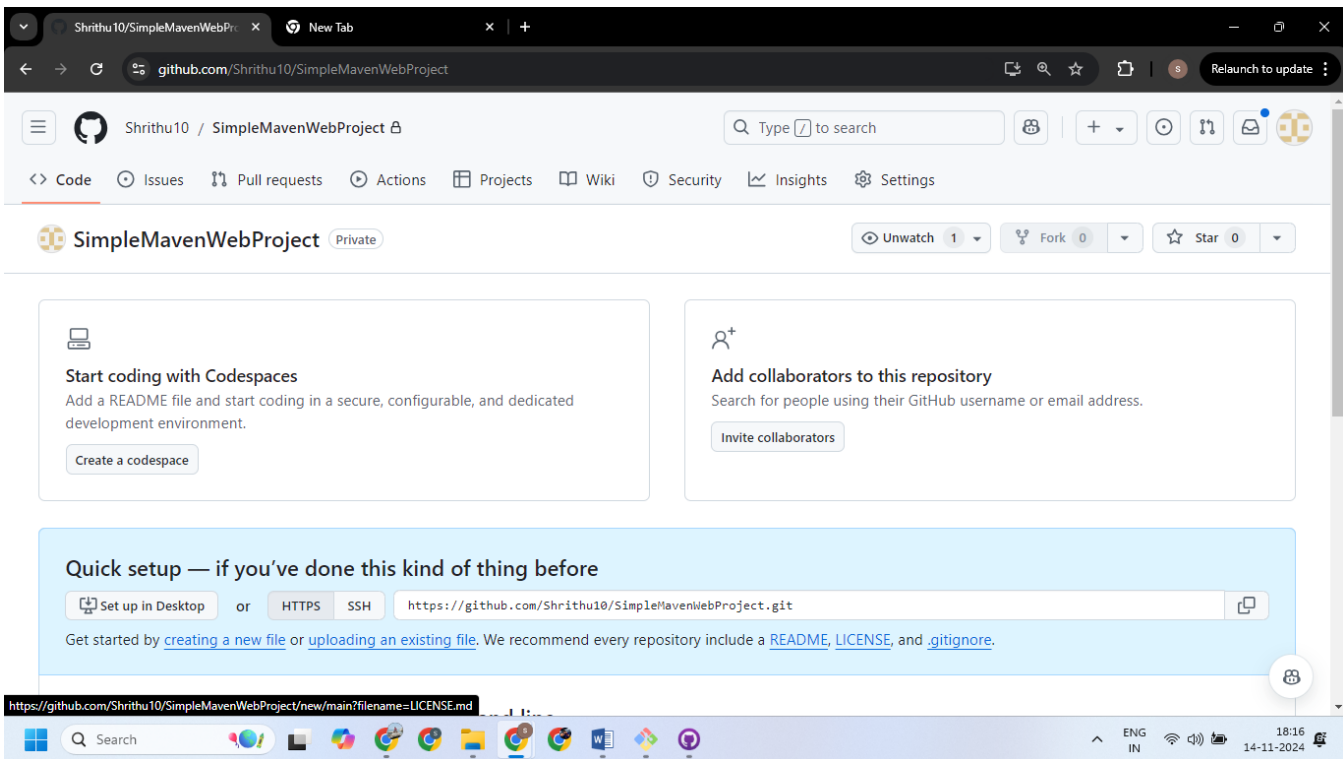 Shrithu10/SimpleMavenWebPro
New Tab
github.com/Shrithu10/SimpleMavenWebProject
s
Relaunch to update
Shrithu10 / SimpleMavenWebProject
Type / to search
Code Issues Pull requests Actions Projects Wiki Security Insights Settings
SimpleMavenWebProject Private
Unwatch 1 Fork 0 Star 0
Start coding with Codespaces
Add a README file and start coding in a secure, configurable, and dedicated
development environment.
Create a codespace
Add collaborators to this repository
Search for people using their GitHub username or email address.
Invite collaborators
Quick setup — if you've done this kind of thing before
Set up in Desktop or HTTPS SSH https://github.com/Shrithu10/SimpleMavenWebProject.git
Get started by creating a new file or uploading an existing file. We recommend every repository include a README, LICENSE, and .gitignore.
https://github.com/Shrithu10/SimpleMavenWebProject/new/main?filename=LICENSE.md
Search
ENG
IN
18:16
14-11-2024